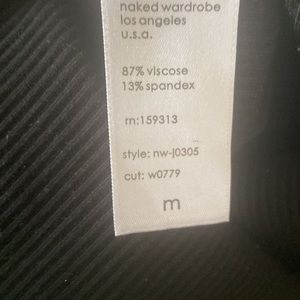 naked wardrobe
los angeles
u.s.a.
87% viscose
13% spandex
rn:159313
style: nw-j0305
cut: w0779
m